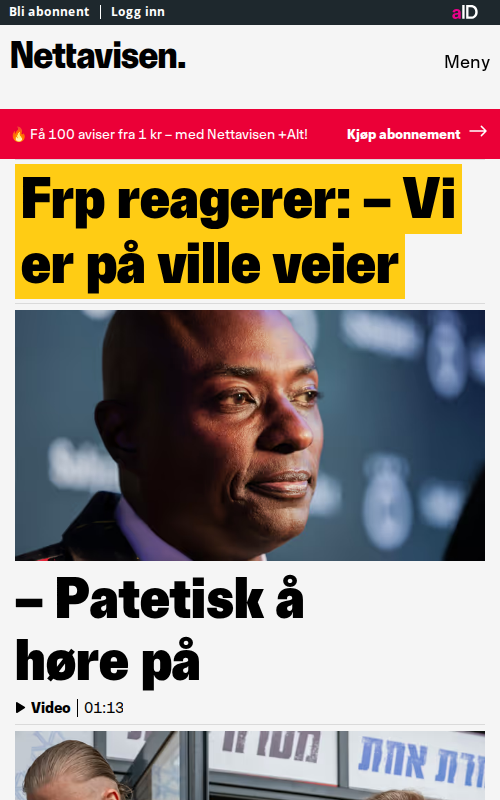 Bli abonnent | Logg inn
aID
Nettavisen.
Meny
🔥 Få 100 aviser fra 1 kr – med Nettavisen +Alt!
Kjøp abonnement →
Frp reagerer: – Vi
er på ville veier
– Patetisk å
høre på
Video | 01:13
אחת